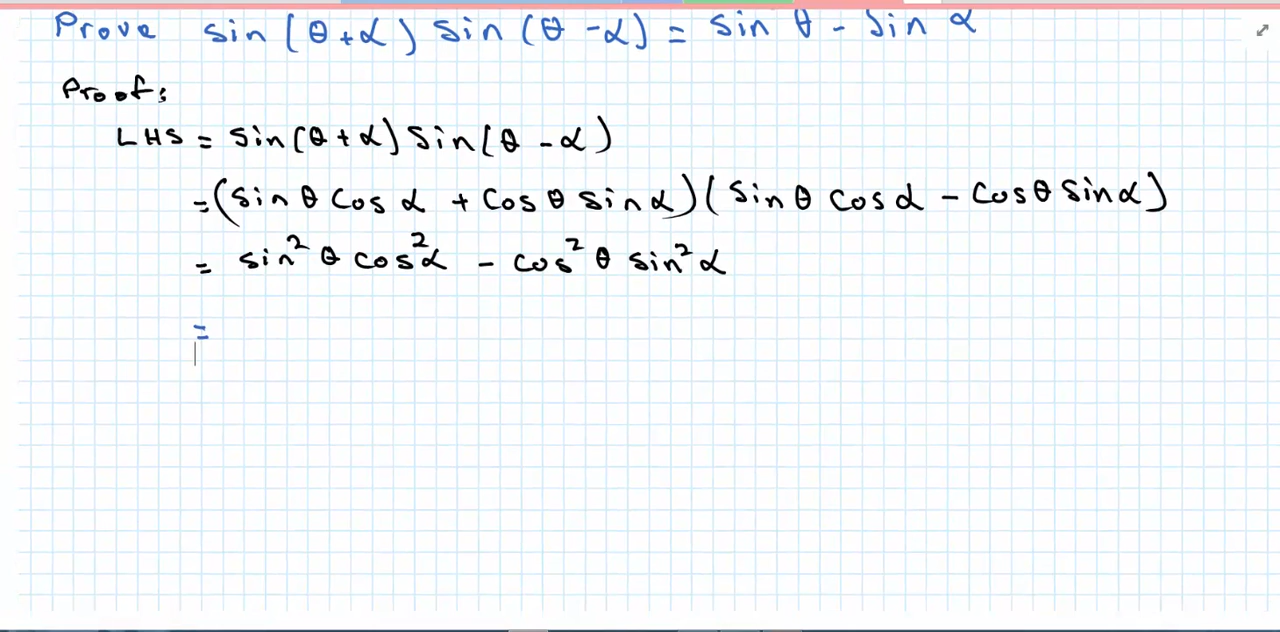 Prove sin(θ+α) sin(θ-α) = sin θ - sin α
Proof:
LHS = sin(θ+α) sin(θ-α)
=(sin θ cos α + cos θ sin α)(sin θ cos α - cos θ sin α)
= sin² θ cos² α - cos² θ sin² α
=